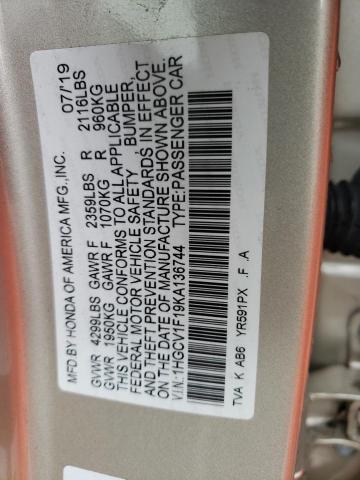 MFD.BY HONDA OF AMERICA MFG.,INC. 07/'19
GVWR 4299LBS GAWR F 2359LBS R 2116LBS
GVWR 1950KG GAWR F 1070KG R 960KG
THIS VEHICLE CONFORMS TO ALL APPLICABLE
FEDERAL MOTOR VEHICLE SAFETY BUMPER,
AND THEFT PREVENTION STANDARDS IN EFFECT
ON THE DATE OF MANUFACTURE SHOWN ABOVE.
V.I.N.:1HGCV1F19KA136744 TYPE:PASSENGER CAR
TVA K AB6 YR591PX .F .A